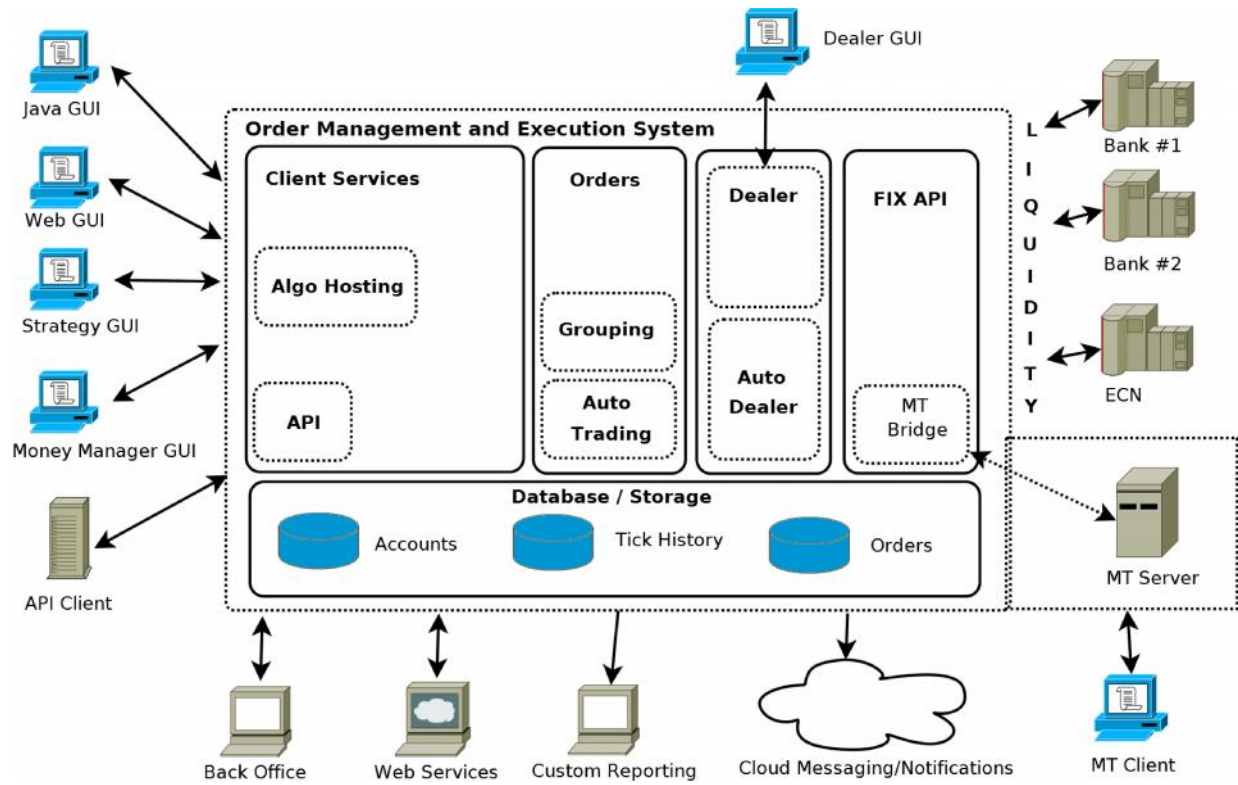 Dealer GUI
Java GUI
Web GUI
Strategy GUI
Money Manager GUI
API Client
Order Management and Execution System
Client Services
Algo Hosting
API
Orders
Grouping
Auto
Trading
Dealer
Auto
Dealer
FIX API
MT
Bridge
LIQUIDITY
Bank #1
Bank #2
ECN
MT Server
Database / Storage
Accounts
Tick History
Orders
Back Office
Web Services
Custom Reporting
Cloud Messaging/Notifications
MT Client